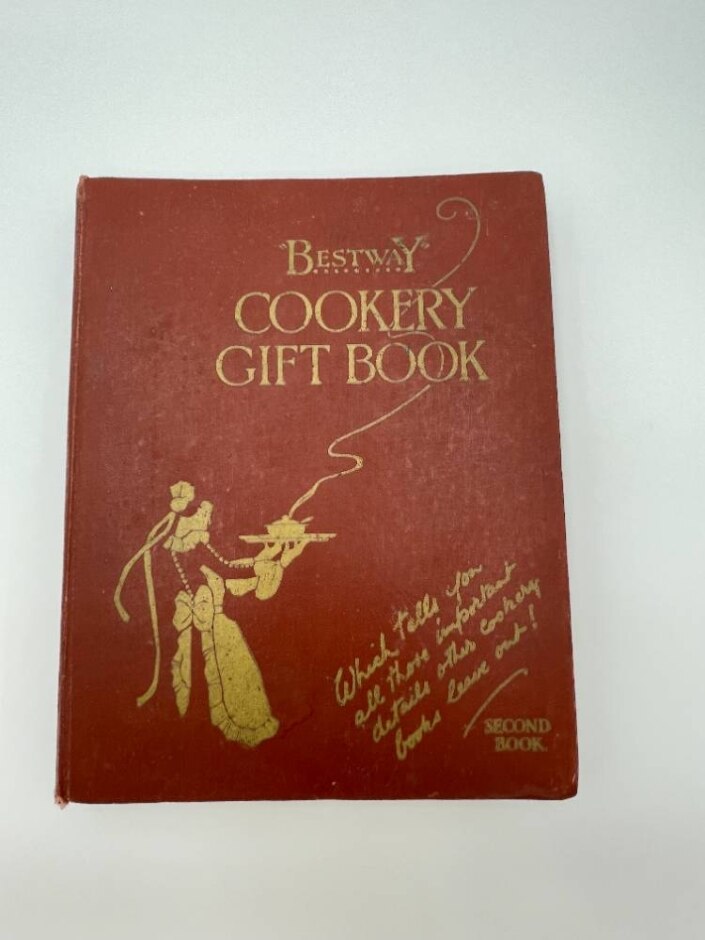 "BESTWAY"
COOKERY
GIFT BOOK
Which tells you
all those important
details other cookery
books leave out!
SECOND
BOOK.